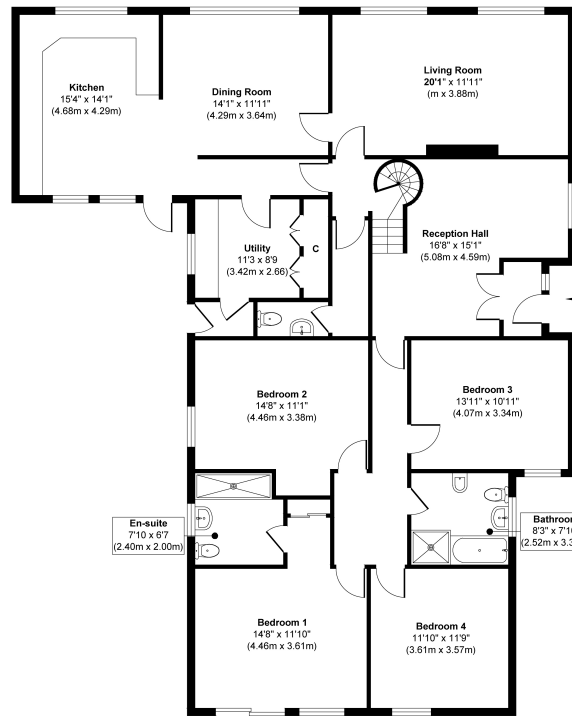 Kitchen
15'4" x 14'1"
(4.68m x 4.29m)
Dining Room
14'1" x 11'11"
(4.29m x 3.64m)
Living Room
20'1" x 11'11"
(m x 3.88m)
Reception Hall
16'8" x 15'1"
(5.08m x 4.59m)
Utility
11'3 x 8'9
(3.42m x 2.66)
C
Bedroom 2
14'8" x 11'1"
(4.46m x 3.38m)
Bedroom 3
13'11" x 10'11"
(4.07m x 3.34m)
En-suite
7'10 x 6'7
(2.40m x 2.00m)
Bathroo
8'3" x 7'1
(2.52m x 3.3
Bedroom 1
14'8" x 11'10"
(4.46m x 3.61m)
Bedroom 4
11'10" x 11'9"
(3.61m x 3.57m)